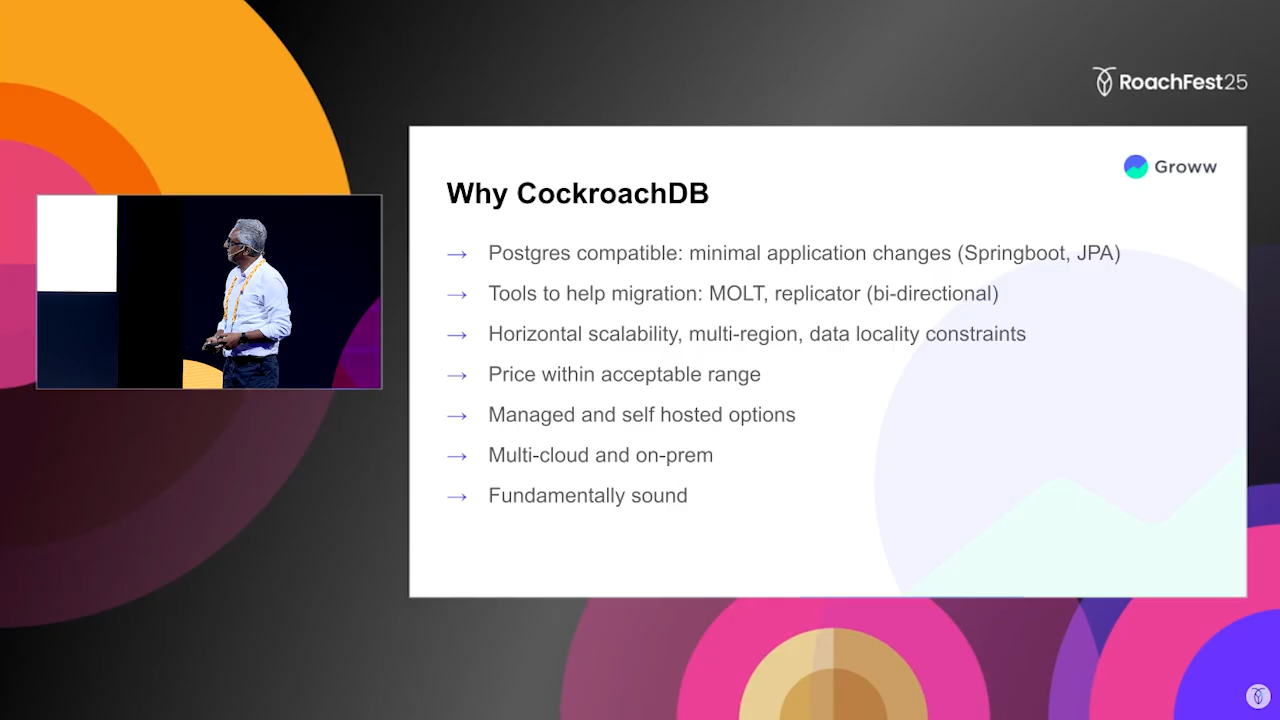 RoachFest25
Groww
Why CockroachDB
→ Postgres compatible: minimal application changes (Springboot, JPA)
→ Tools to help migration: MOLT, replicator (bi-directional)
→ Horizontal scalability, multi-region, data locality constraints
→ Price within acceptable range
→ Managed and self hosted options
→ Multi-cloud and on-prem
→ Fundamentally sound